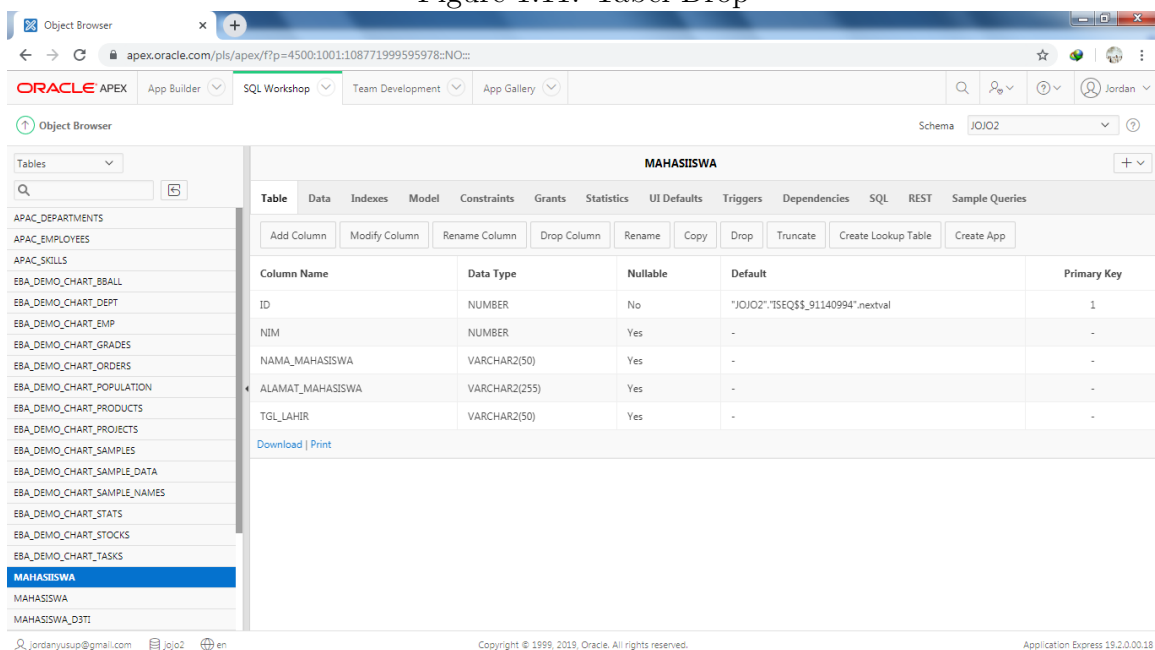 Figure 1.11: Tabel Drop
Object Browser
apex.oracle.com/pls/apex/f?p=4500:1001:108771999595978::NO:::
ORACLE APEX App Builder SQL Workshop Team Development App Gallery Jordan
Object Browser Schema JOJO2
Tables MAHASIISWA
Table Data Indexes Model Constraints Grants Statistics UI Defaults Triggers Dependencies SQL REST Sample Queries
Add Column Modify Column Rename Column Drop Column Rename Copy Drop Truncate Create Lookup Table Create App
Column Name Data Type Nullable Default Primary Key
ID NUMBER No "JOJO2"."ISEQ$$_91140994".nextval 1
NIM NUMBER Yes - -
NAMA_MAHASISWA VARCHAR2(50) Yes - -
ALAMAT_MAHASISWA VARCHAR2(255) Yes - -
TGL_LAHIR VARCHAR2(50) Yes - -
Download | Print
APAC_DEPARTMENTS
APAC_EMPLOYEES
APAC_SKILLS
EBA_DEMO_CHART_BBALL
EBA_DEMO_CHART_DEPT
EBA_DEMO_CHART_EMP
EBA_DEMO_CHART_GRADES
EBA_DEMO_CHART_ORDERS
EBA_DEMO_CHART_POPULATION
EBA_DEMO_CHART_PRODUCTS
EBA_DEMO_CHART_PROJECTS
EBA_DEMO_CHART_SAMPLES
EBA_DEMO_CHART_SAMPLE_DATA
EBA_DEMO_CHART_SAMPLE_NAMES
EBA_DEMO_CHART_STATS
EBA_DEMO_CHART_STOCKS
EBA_DEMO_CHART_TASKS
MAHASIISWA
MAHASISWA
MAHASISWA_D3TI
jordanyusup@gmail.com jojo2 en Copyright © 1999, 2019, Oracle. All rights reserved. Application Express 19.2.0.00.18